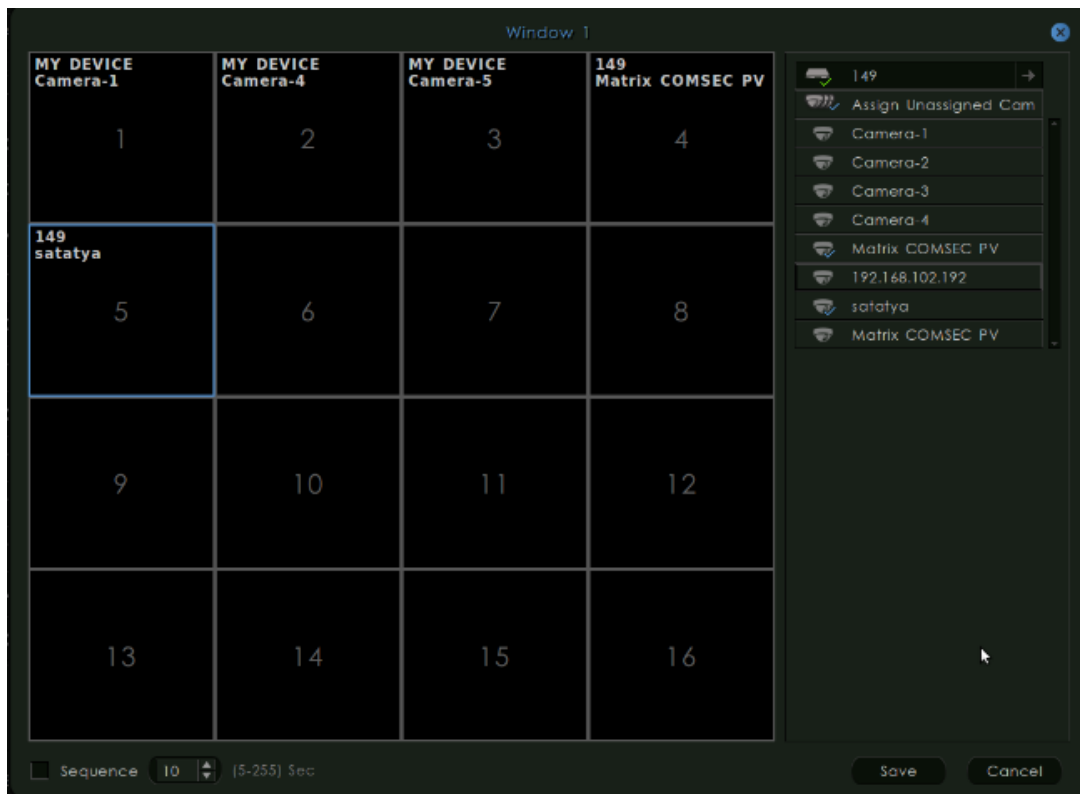 Window 1
MY DEVICE
Camera-1
1
MY DEVICE
Camera-4
2
MY DEVICE
Camera-5
3
149
Matrix COMSEC PV
4
149
satatya
5
6
7
8
9
10
11
12
13
14
15
16
149
Assign Unassigned Cam
Camera-1
Camera-2
Camera-3
Camera-4
Matrix COMSEC PV
192.168.102.192
satatya
Matrix COMSEC PV
Sequence 10 (5-255) Sec
Save Cancel